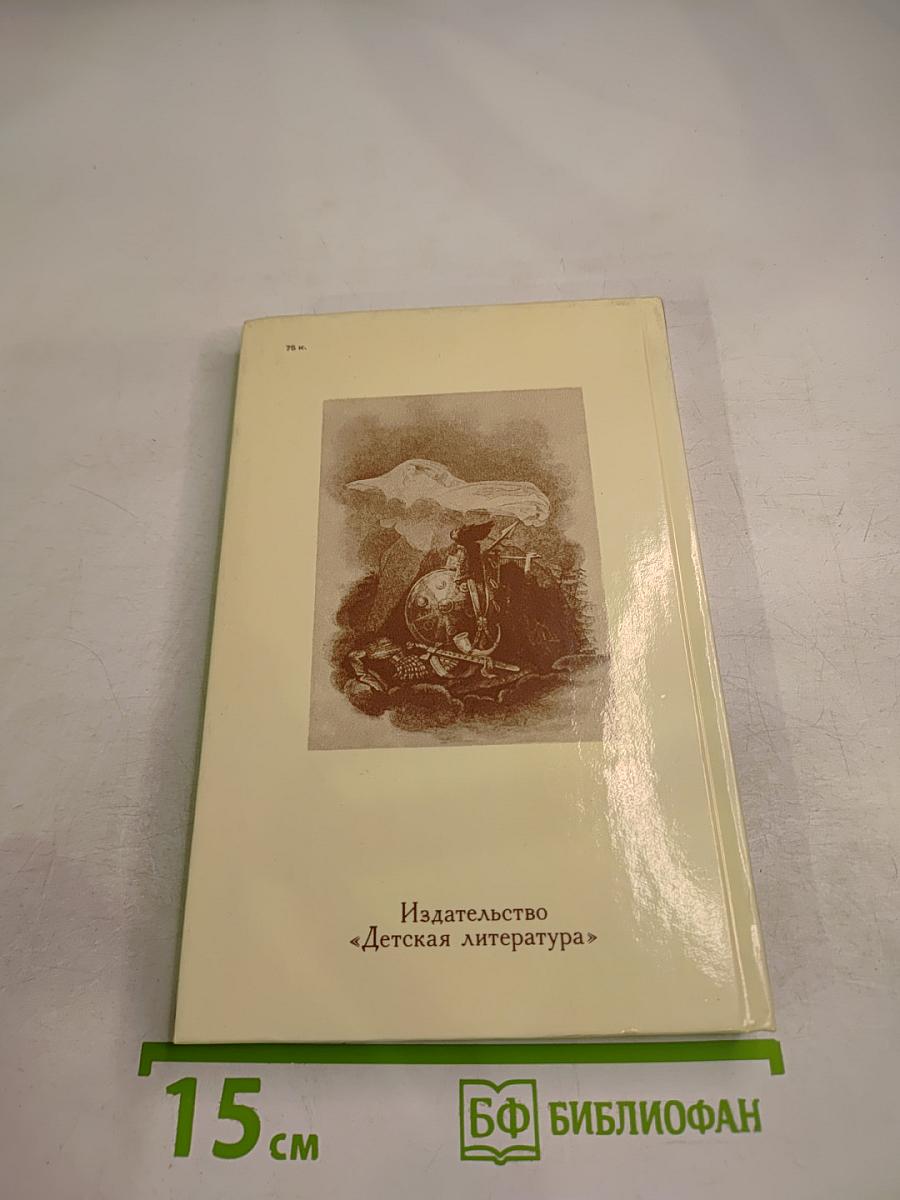 75 к.
Издательство
«Детская литература»
15 см
БФ БИБЛИОФАН